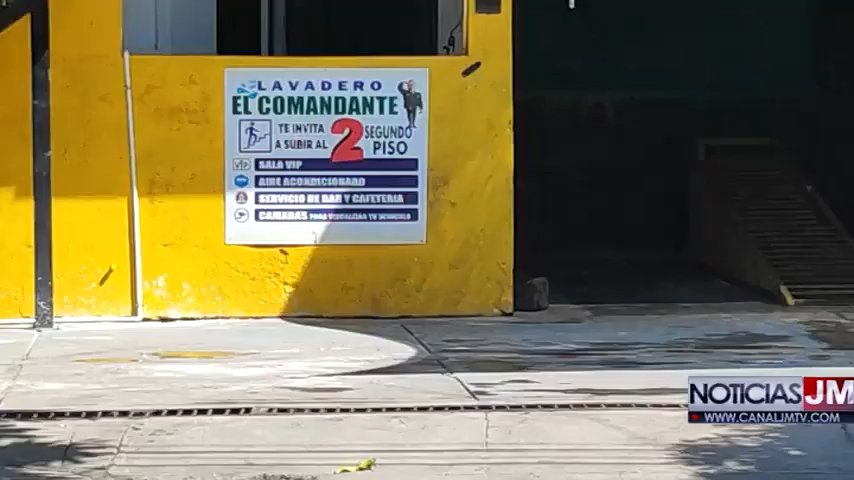 LAVADERO
EL COMANDANTE
TE INVITA
A SUBIR AL
2
SEGUNDO
PISO
VIP
SALA VIP
AIRE ACONDICIONADO
SERVICIO DE BAR Y CAFETERIA
CAMARAS PARA VISUALIZAR TU VEHICULO
NOTICIAS JM
WWW.CANALJMTV.COM